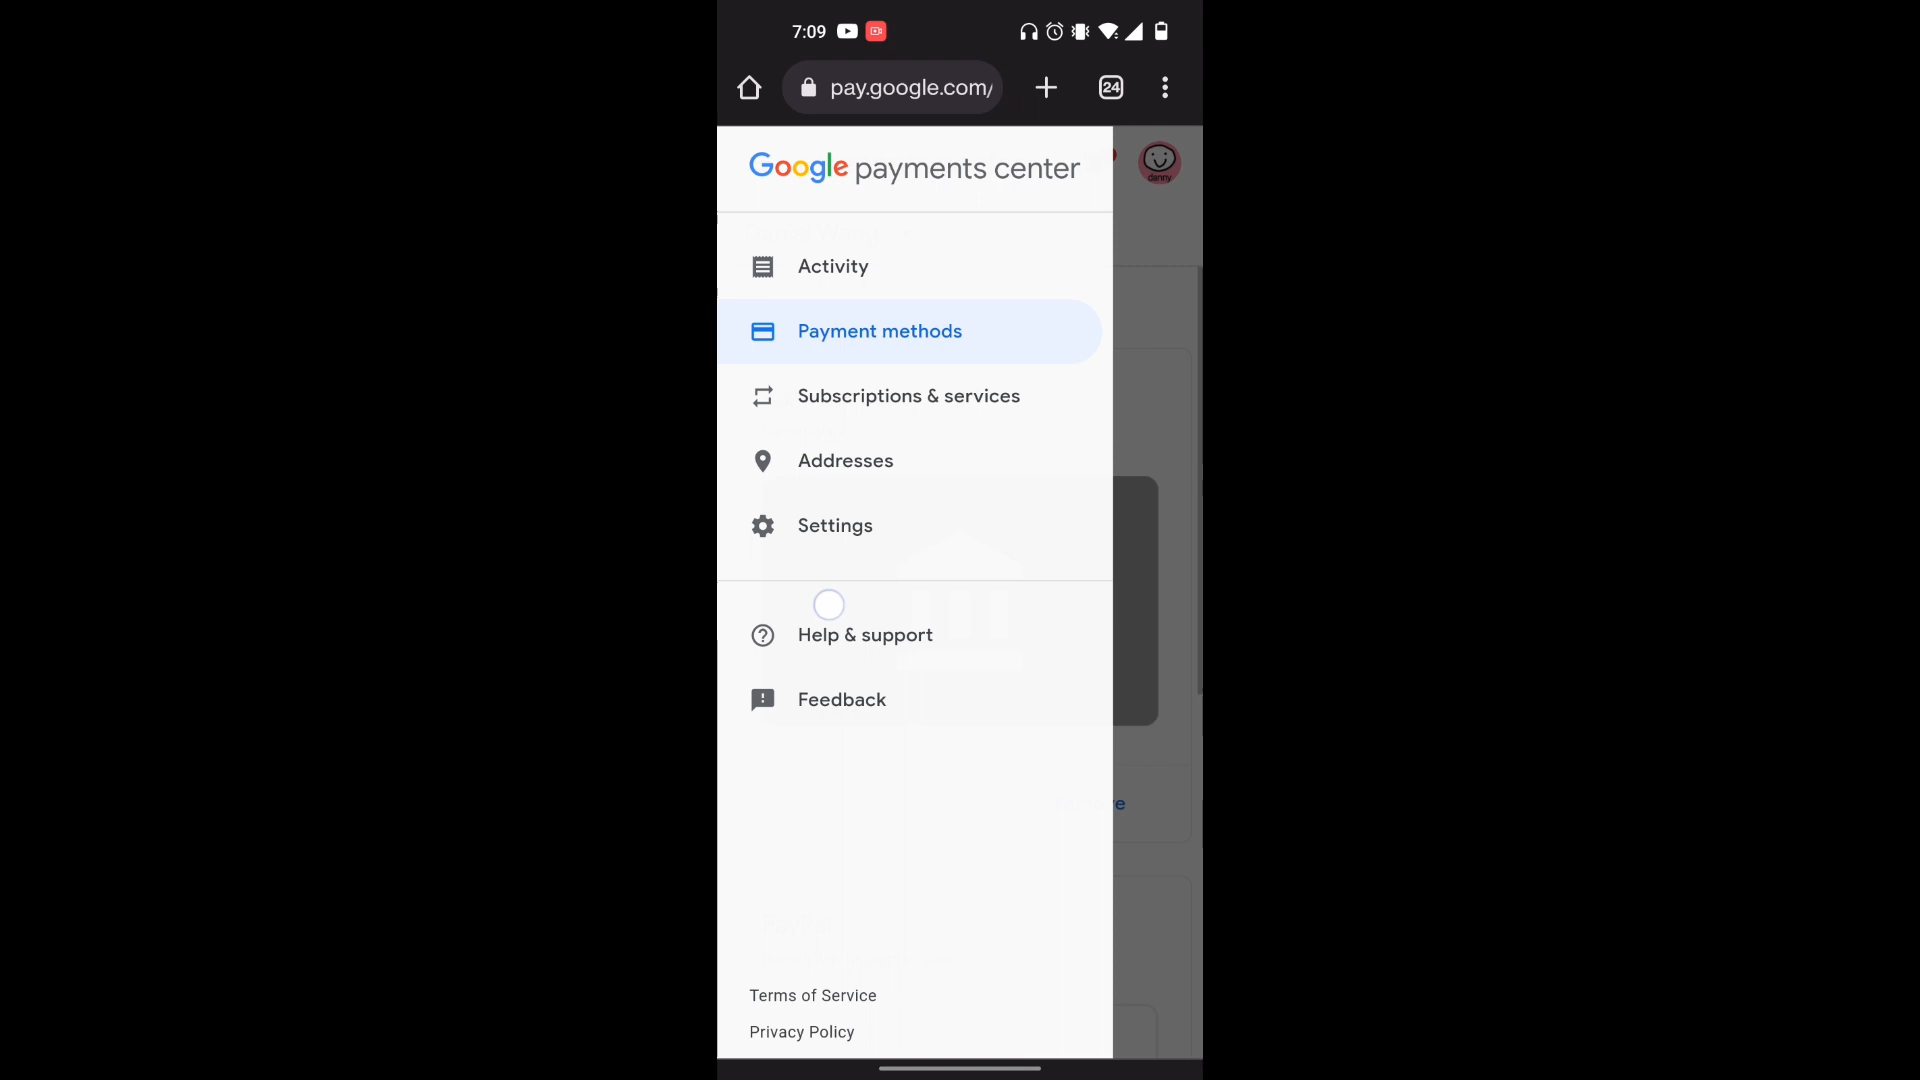 7:09
pay.google.com/
24
Google payments center
danny
Activity
Payment methods
Subscriptions & services
Addresses
Settings
Help & support
Feedback
Terms of Service
Privacy Policy